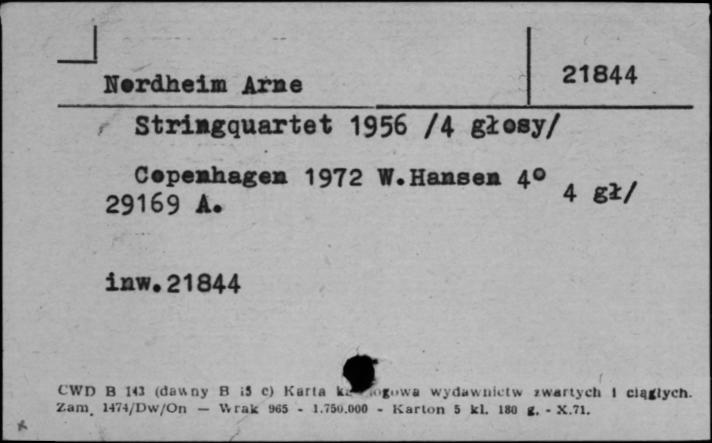 Nordheim Arne
21844
Stringquartet 1956 /4 głosy/
Copenhagen 1972 W.Hansen 4° 4 gł/
29169 A.
inw.21844
CWD B 143 (dawny B 15 c) Karta wydawnictw zwartych i ciągłych.
Zam. 1474/Dw/On — Wrak 965 - 1.750.000 - Karton 5 kl. 180 g. - X.71.